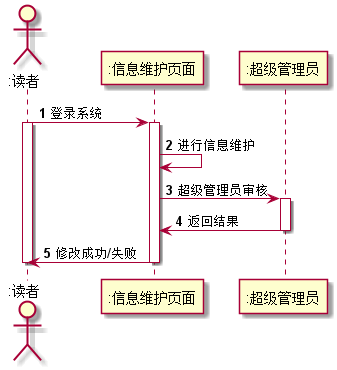 :读者
:信息维护页面
:超级管理员
1 登录系统
2 进行信息维护
3 超级管理员审核
4 返回结果
5 修改成功/失败
:读者
:信息维护页面
:超级管理员